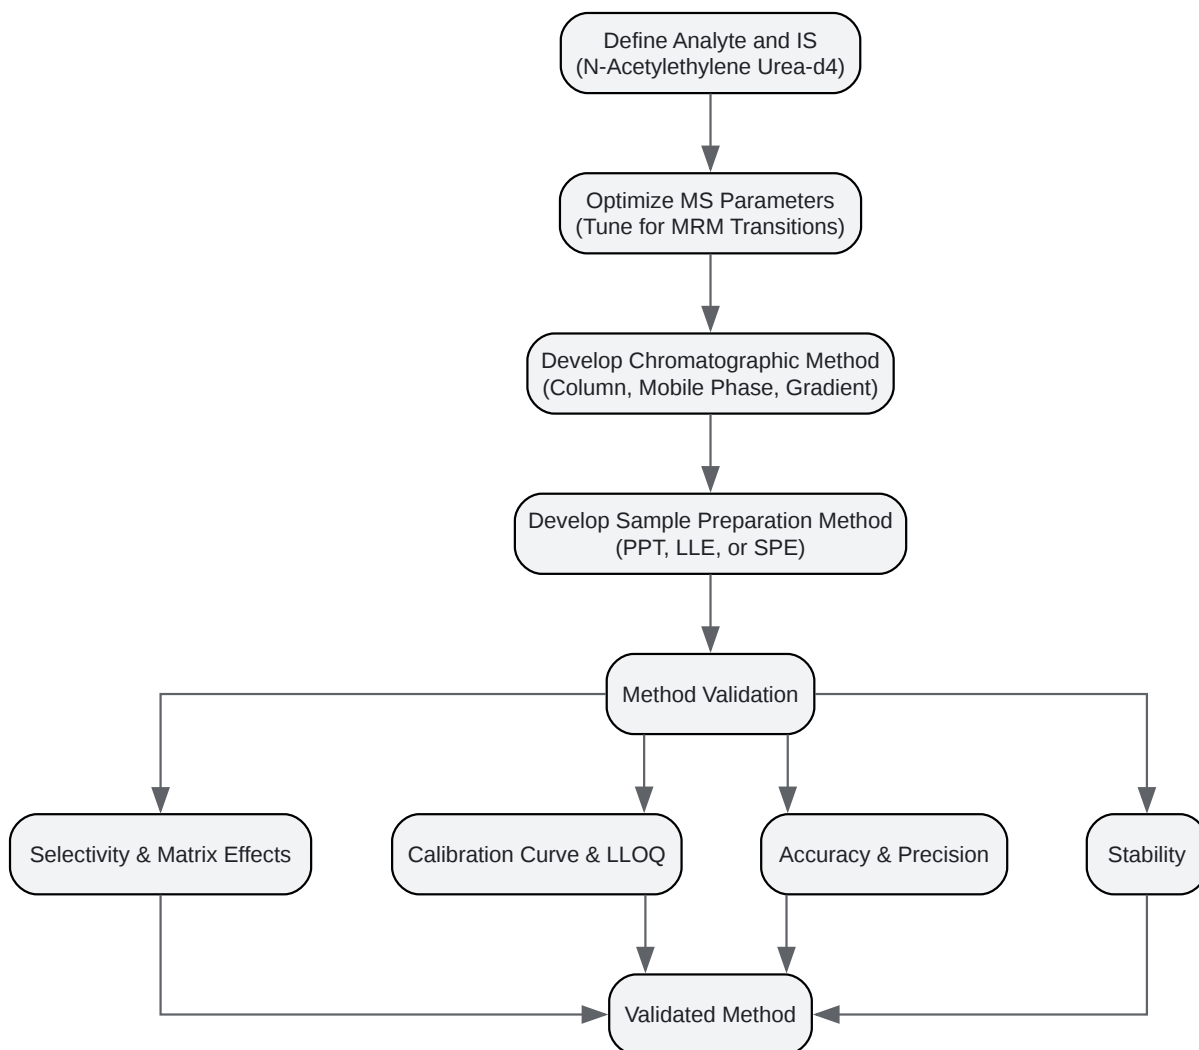 Define Analyte and IS
(N-Acetylethylene Urea-d4)
Optimize MS Parameters
(Tune for MRM Transitions)
Develop Chromatographic Method
(Column, Mobile Phase, Gradient)
Develop Sample Preparation Method
(PPT, LLE, or SPE)
Method Validation
Selectivity & Matrix Effects
Calibration Curve & LLOQ
Accuracy & Precision
Stability
Validated Method